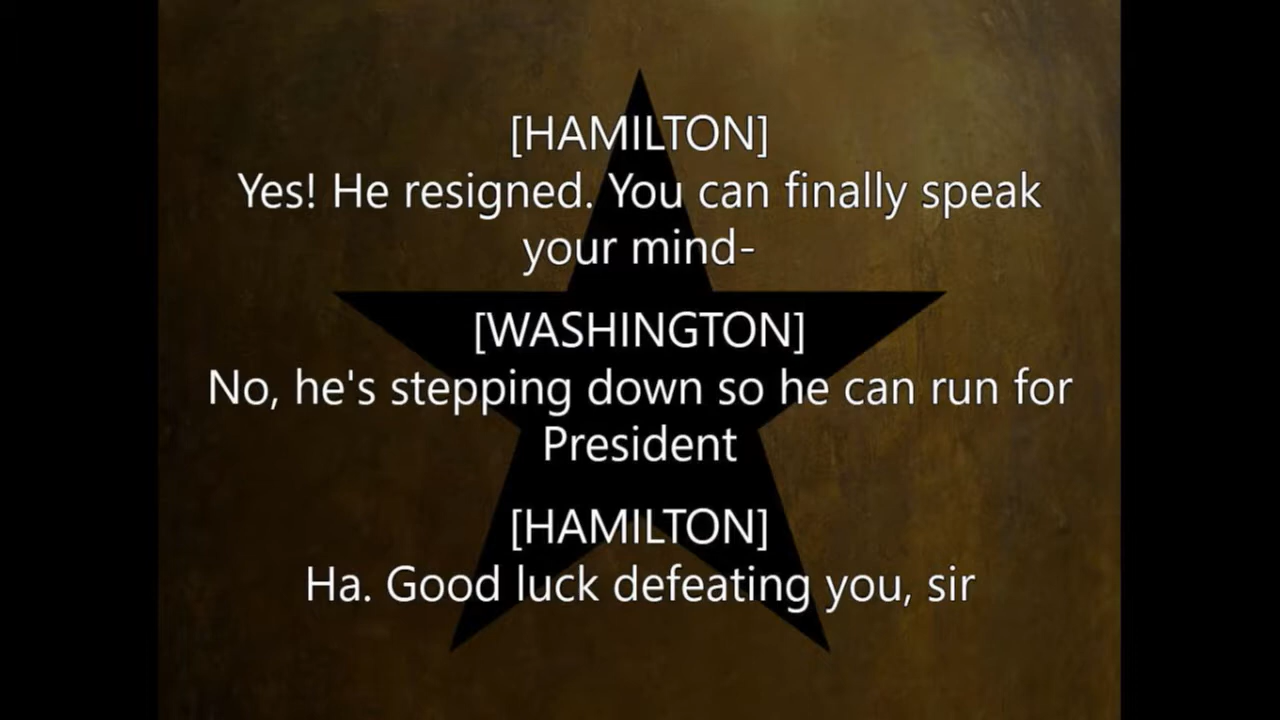 [HAMILTON]
Yes! He resigned. You can finally speak
your mind-
[WASHINGTON]
No, he's stepping down so he can run for
President
[HAMILTON]
Ha. Good luck defeating you, sir